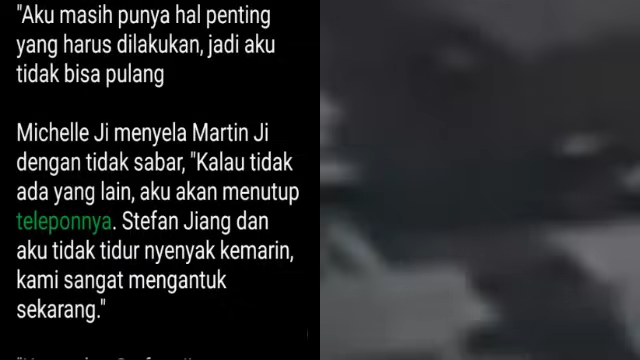 "Aku masih punya hal penting
yang harus dilakukan, jadi aku
tidak bisa pulang
Michelle Ji menyela Martin Ji
dengan tidak sabar, "Kalau tidak
ada yang lain, aku akan menutup
teleponnya. Stefan Jiang dan
aku tidak tidur nyenyak kemarin,
kami sangat mengantuk
sekarang."